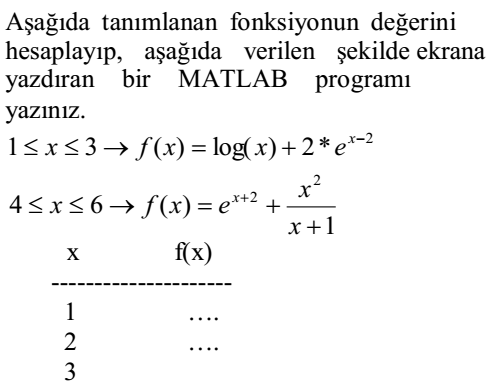 Aşağıda tanımlanan fonksiyonun değerini
hesaplayıp, aşağıda verilen şekilde ekrana
yazdıran bir MATLAB programı
yazınız.
1 ≤ x ≤ 3 → f(x) = log(x) + 2 * e^{x−2}
4 ≤ x ≤ 6 → f(x) = e^{x+2} + \frac{x^2}{x+1}
x f(x)
---------------------
1 ....
2 ....
3